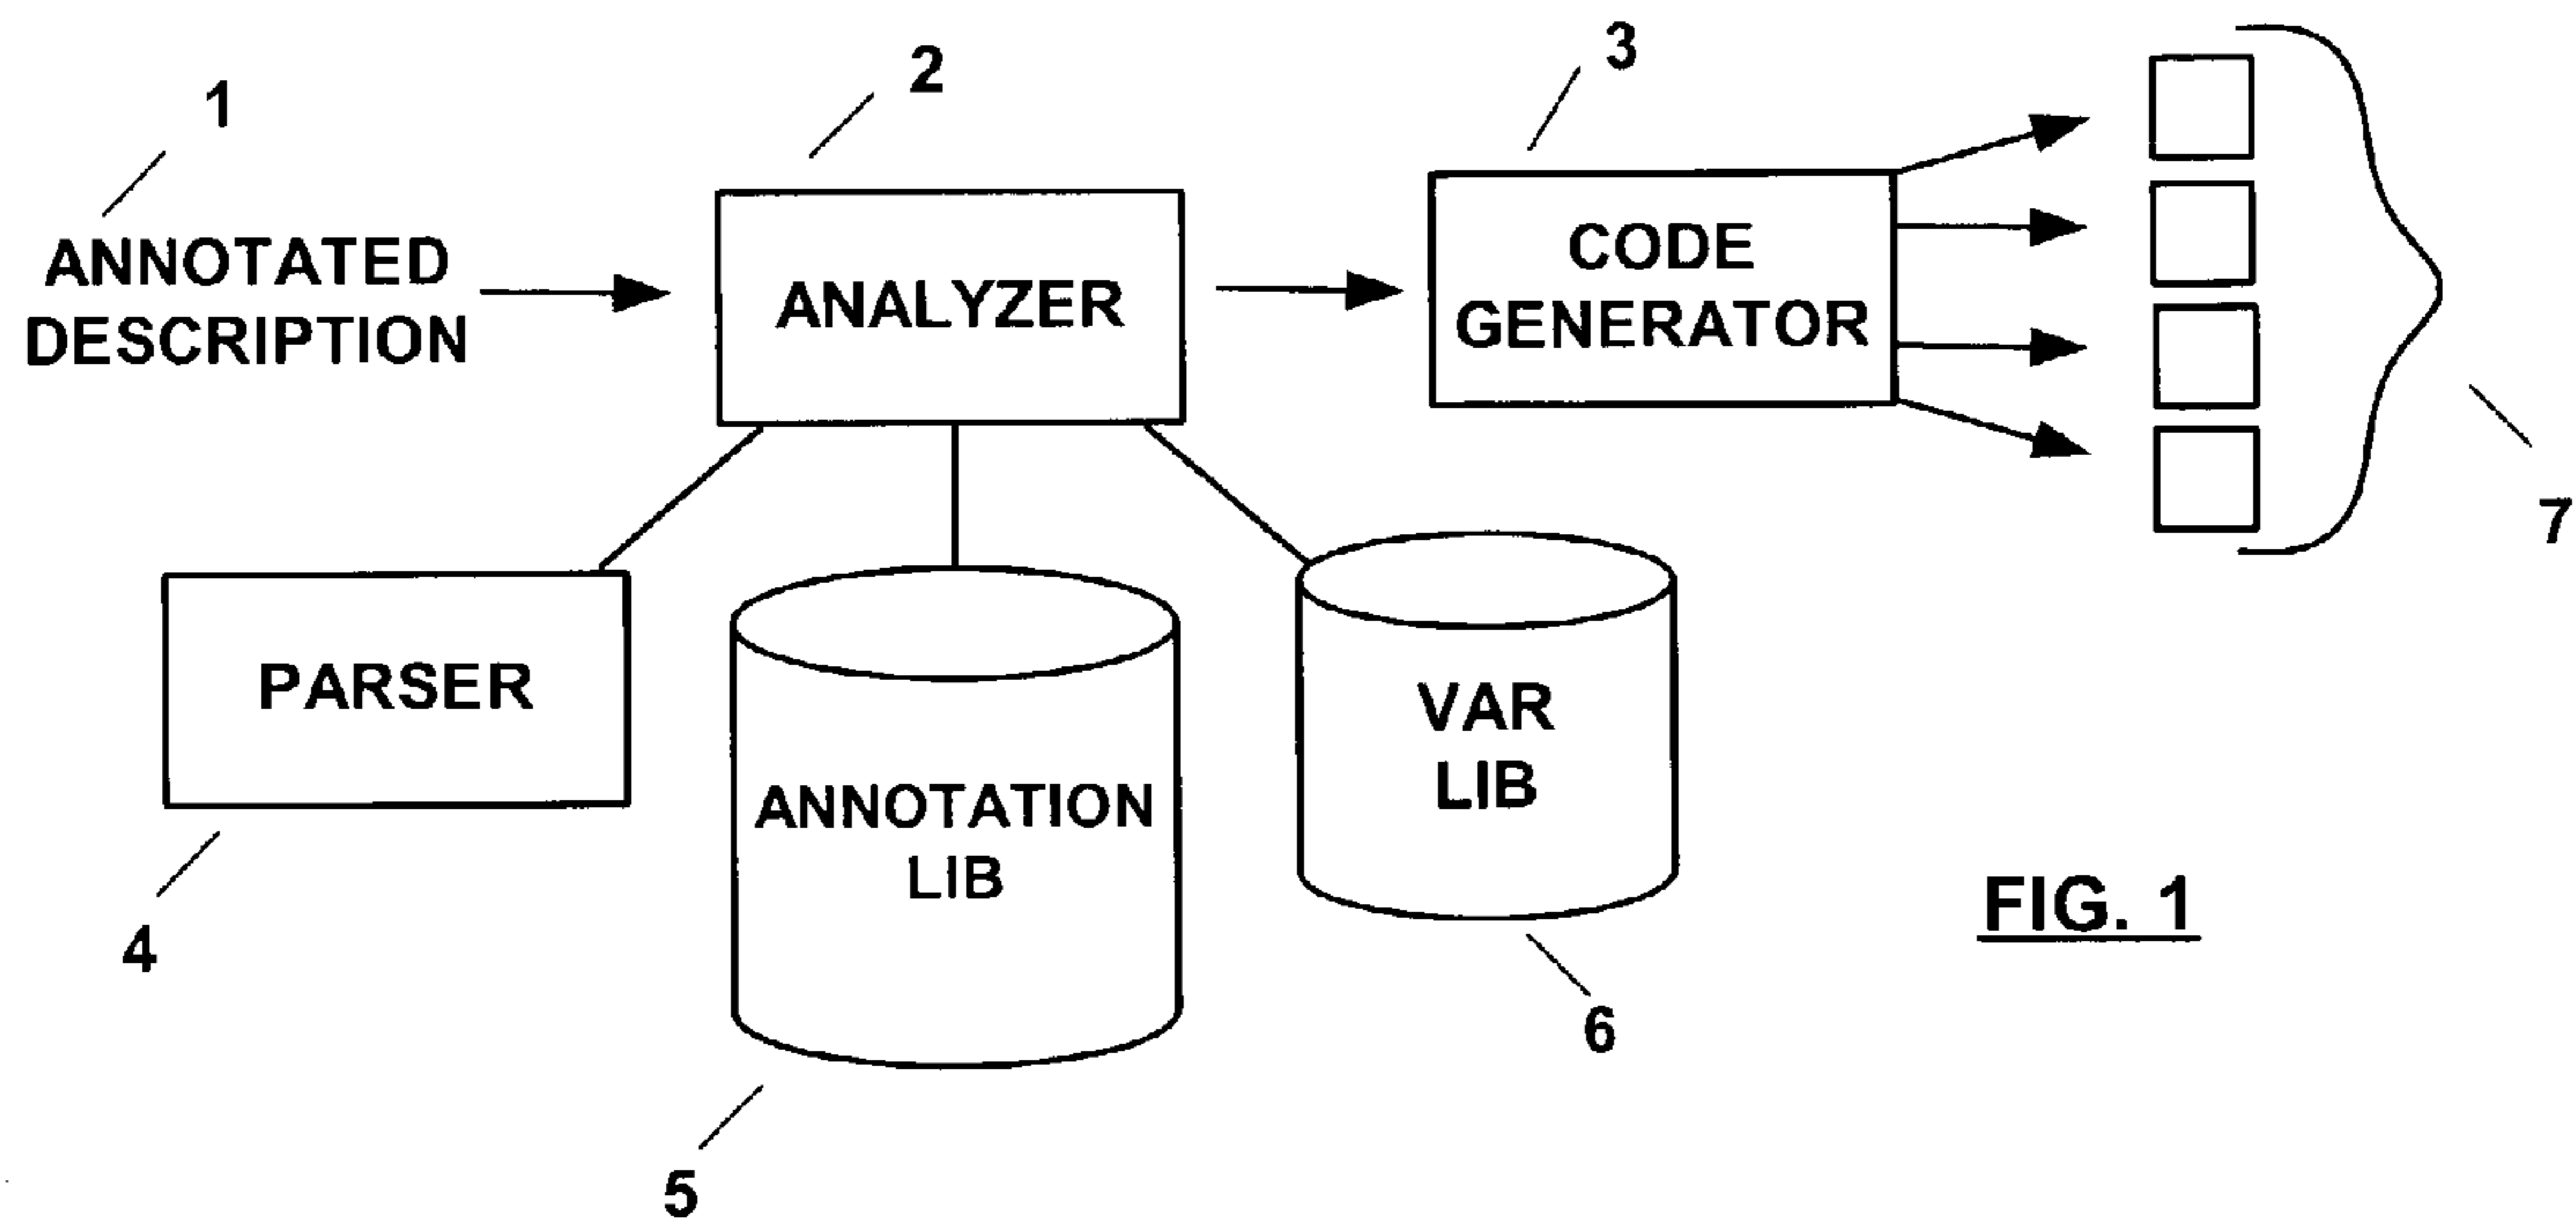 1
2
3
ANNOTATED
DESCRIPTION
ANALYZER
CODE
GENERATOR
7
PARSER
ANNOTATION
LIB
VAR
LIB
4
5
6
FIG. 1